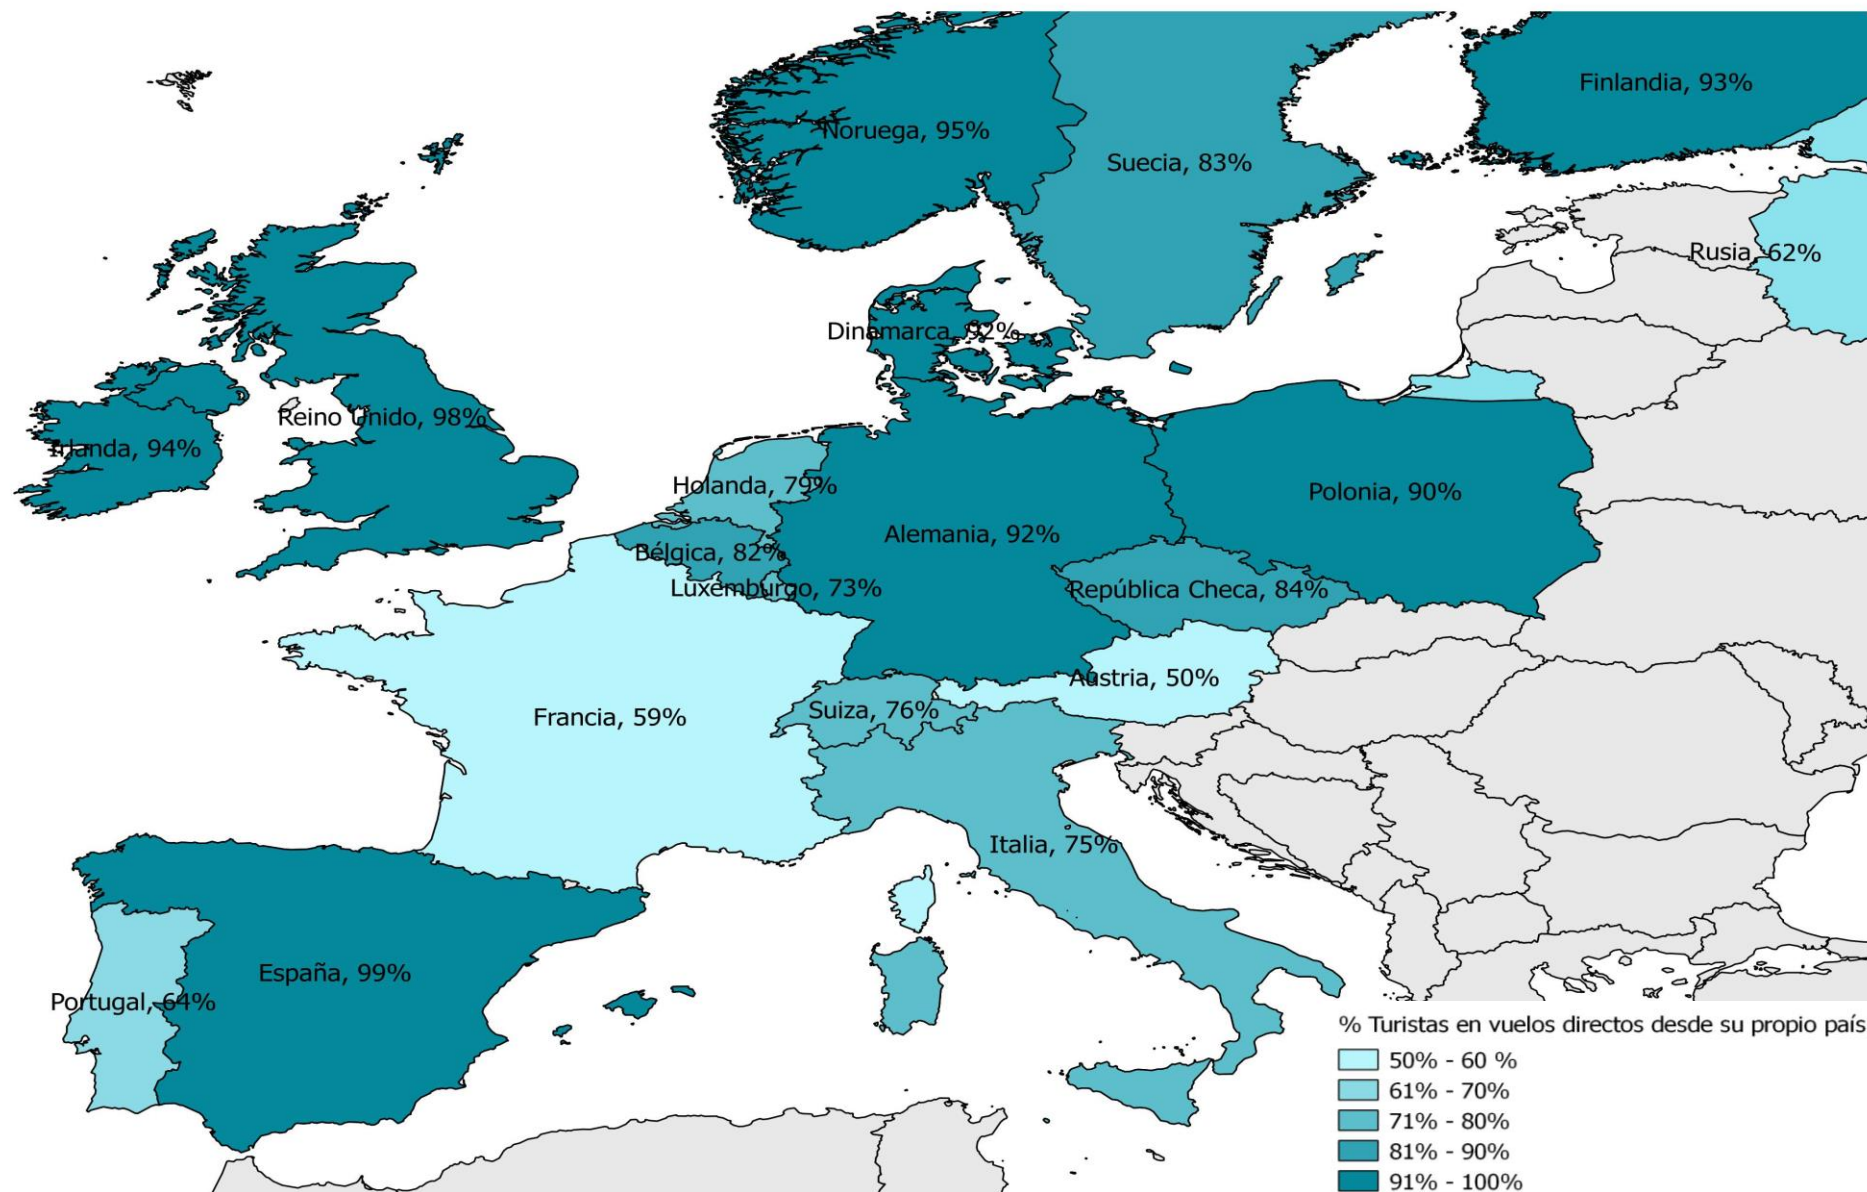 Finlandia, 93%
Noruega, 95%
Suecia, 83%
Rusia, 62%
Dinamarca, 92%
Reino Unido, 98%
Irlanda, 94%
Holanda, 79%
Polonia, 90%
Alemania, 92%
Bélgica, 82%
Luxemburgo, 73%
República Checa, 84%
Austria, 50%
Suiza, 76%
Francia, 59%
Italia, 75%
España, 99%
Portugal, 64%
% Turistas en vuelos directos desde su propio país
50% - 60 %
61% - 70%
71% - 80%
81% - 90%
91% - 100%